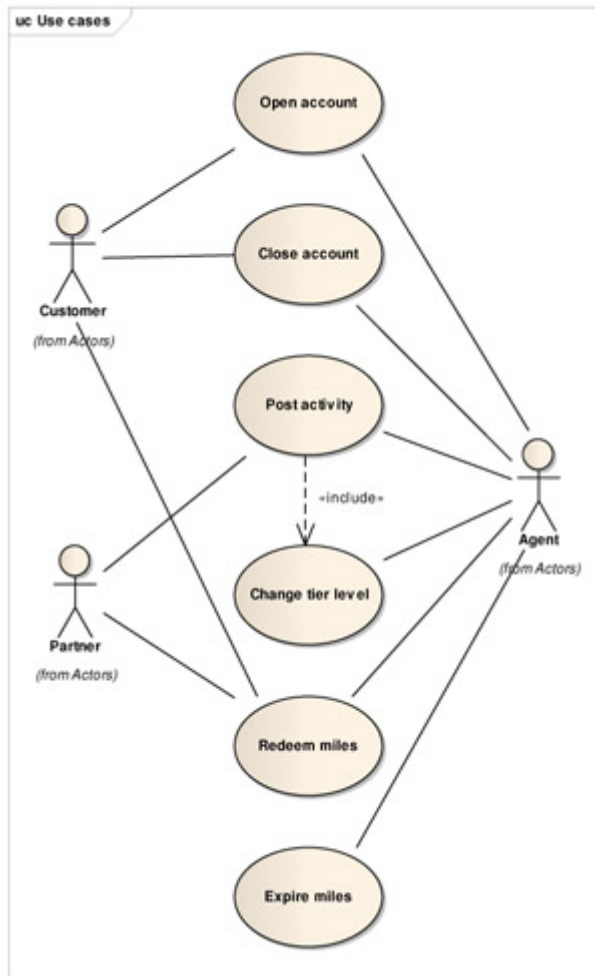 uc Use cases
Open account
Close account
Customer
(from Actors)
Post activity
«include»
Agent
(from Actors)
Change tier level
Partner
(from Actors)
Redeem miles
Expire miles